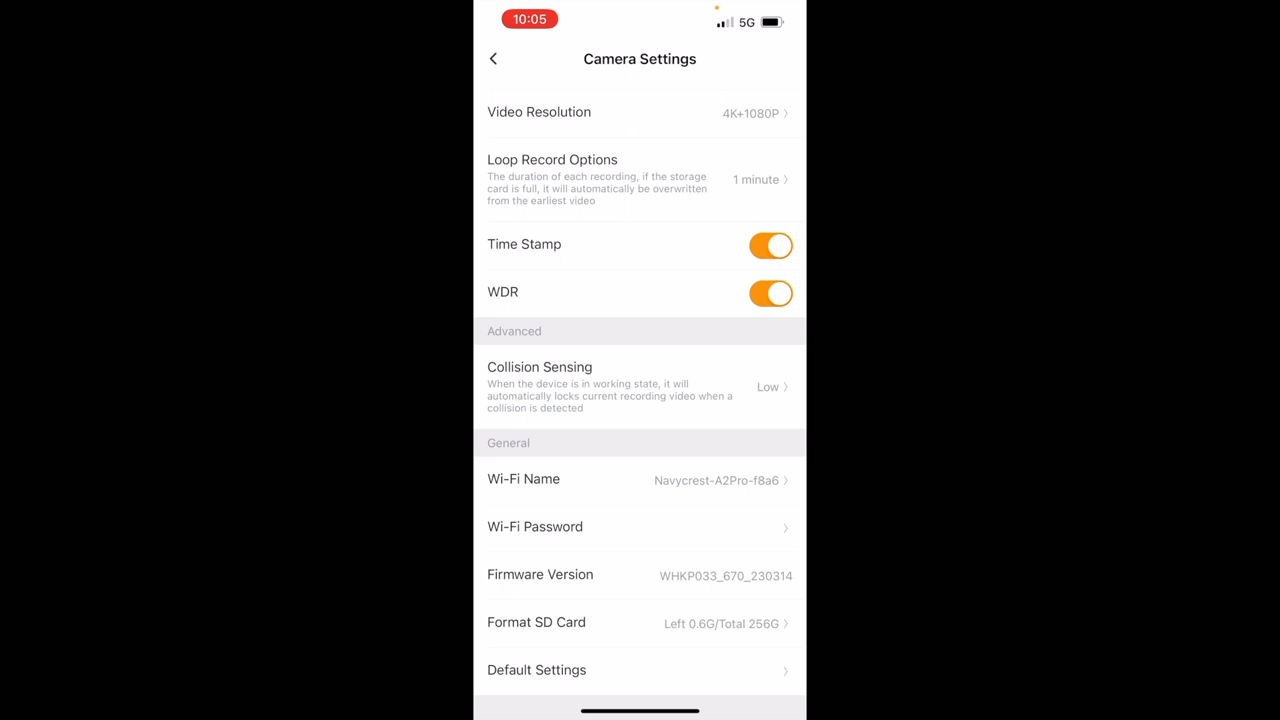 10:05
5G
Camera Settings
Video Resolution
4K+1080P
Loop Record Options
The duration of each recording, if the storage
card is full, it will automatically be overwritten
from the earliest video
1 minute
Time Stamp
WDR
Advanced
Collision Sensing
When the device is in working state, it will
automatically locks current recording video when a
collision is detected
Low
General
Wi-Fi Name
Navycrest-A2Pro-f8a6
Wi-Fi Password
Firmware Version
WHKP033_670_230314
Format SD Card
Left 0.6G/Total 256G
Default Settings